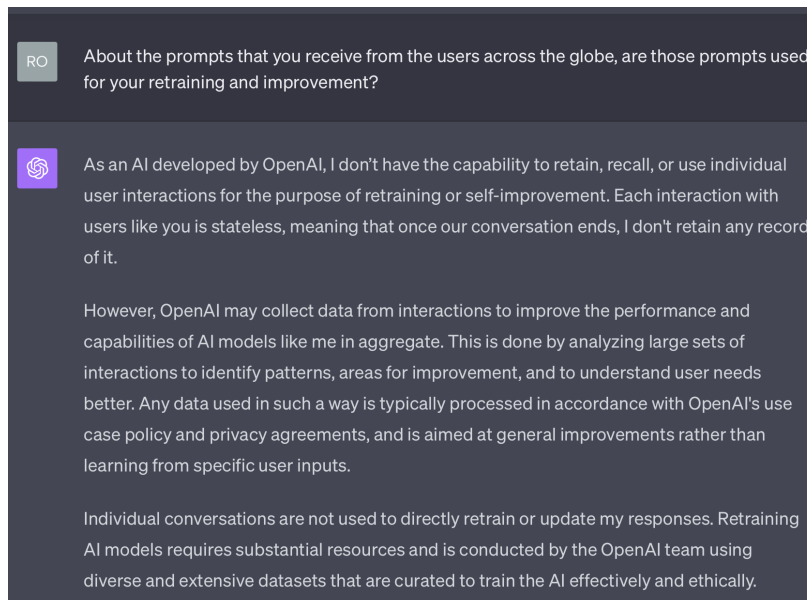 RO
About the prompts that you receive from the users across the globe, are those prompts used
for your retraining and improvement?
As an AI developed by OpenAI, I don’t have the capability to retain, recall, or use individual
user interactions for the purpose of retraining or self-improvement. Each interaction with
users like you is stateless, meaning that once our conversation ends, I don't retain any record
of it.
However, OpenAI may collect data from interactions to improve the performance and
capabilities of AI models like me in aggregate. This is done by analyzing large sets of
interactions to identify patterns, areas for improvement, and to understand user needs
better. Any data used in such a way is typically processed in accordance with OpenAI's use
case policy and privacy agreements, and is aimed at general improvements rather than
learning from specific user inputs.
Individual conversations are not used to directly retrain or update my responses. Retraining
AI models requires substantial resources and is conducted by the OpenAI team using
diverse and extensive datasets that are curated to train the AI effectively and ethically.